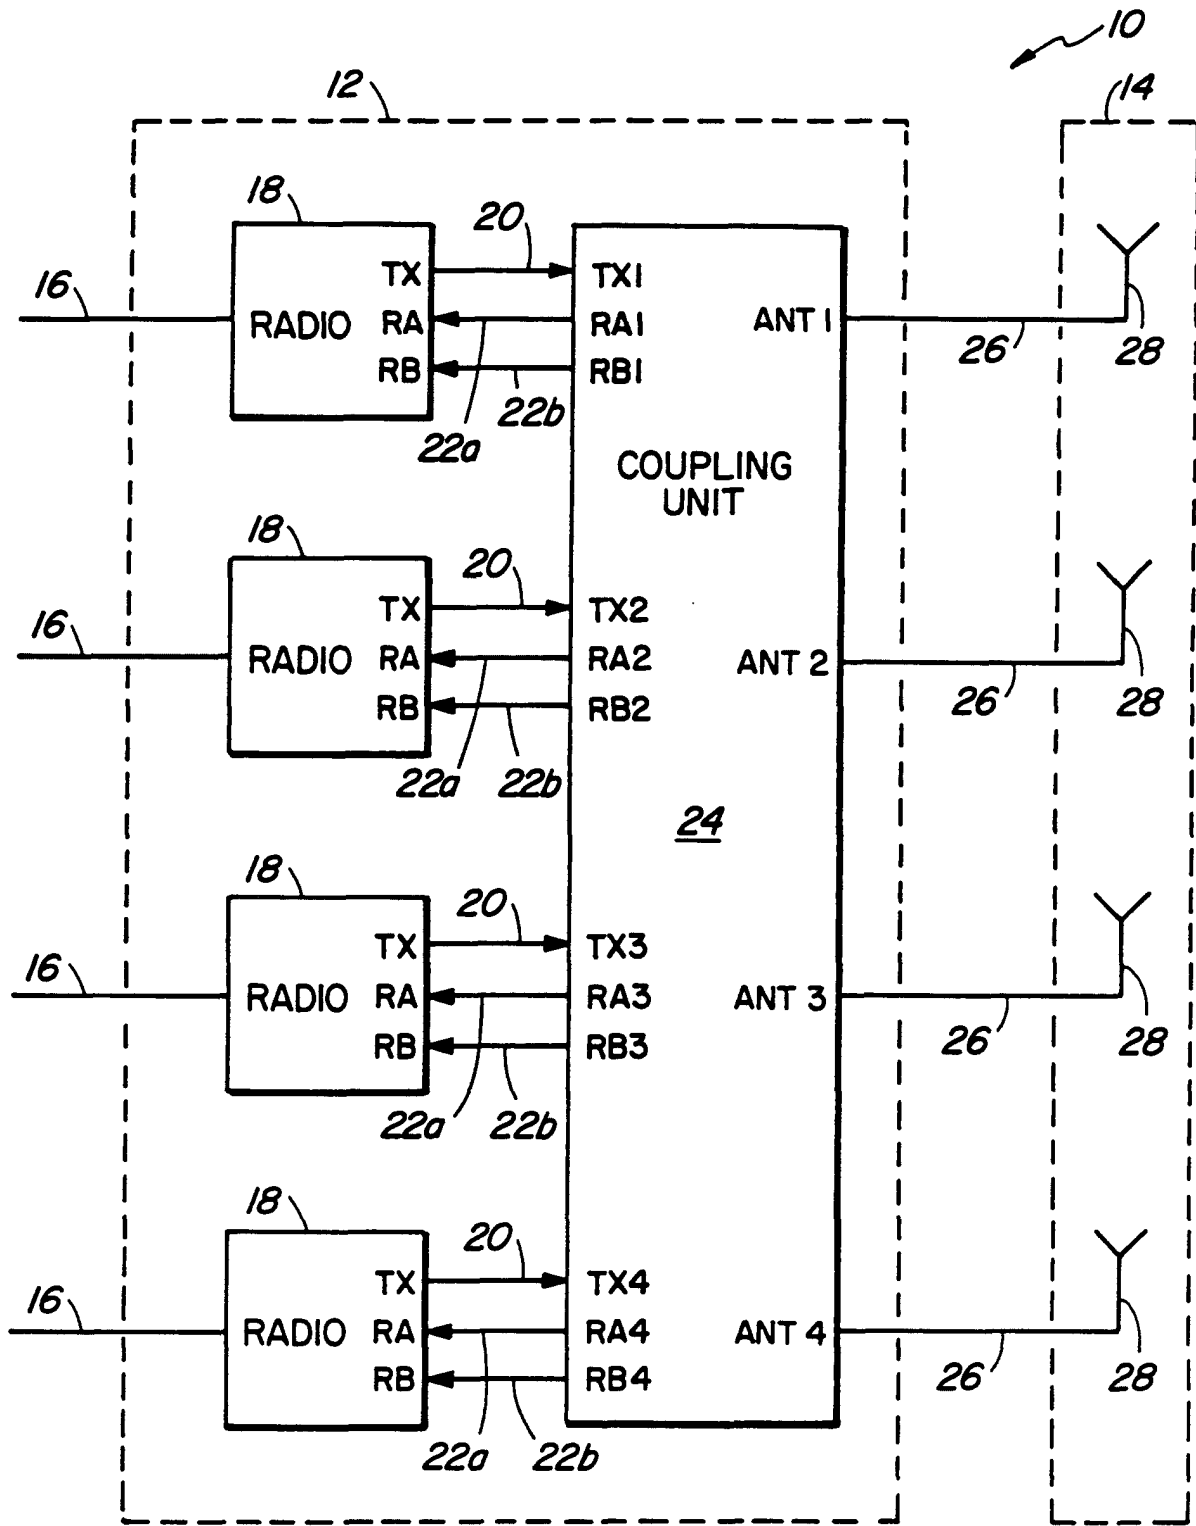 10
12
14
18
20
16
TX
TX1
RADIO
RA
RA1
ANT 1
RB
RB1
26
28
22a
22b
COUPLING
UNIT
18
20
16
TX
TX2
RADIO
RA
RA2
ANT 2
RB
RB2
26
28
22a
22b
24
18
20
16
TX
TX3
RADIO
RA
RA3
ANT 3
RB
RB3
26
28
22a
22b
18
20
16
TX
TX4
RADIO
RA
RA4
ANT 4
RB
RB4
26
28
22a
22b